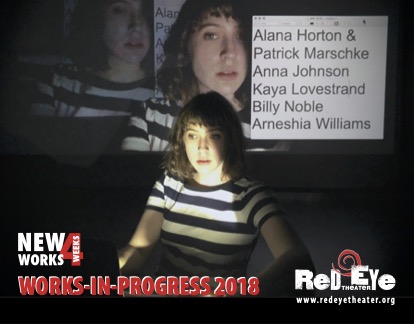 Alan
Alana Horton &
Patrick Marschke
Anna Johnson
Kaya Lovestrand
Billy Noble
Arneshia Williams
NEW
WORKS
4
WEEKS
WORKS-IN-PROGRESS 2018
RED EYE
THEATER
www.redeyetheater.org